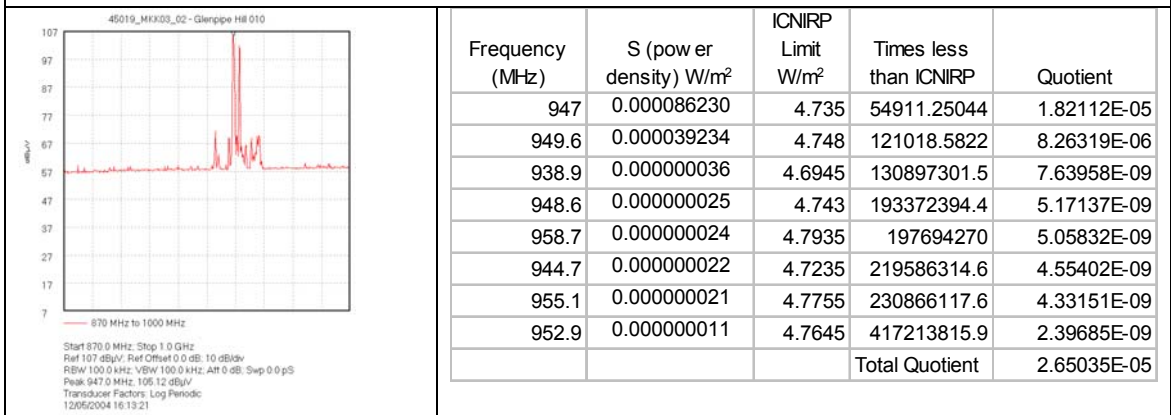 45019_MKK03_02 - Glenpipe Hill 010
107
97
87
77
67
57
47
37
27
17
7
dBµV
870 MHz to 1000 MHz
Start 870.0 MHz; Stop 1.0 GHz
Ref 107 dBµV; Ref Offset 0.0 dB; 10 dB/div
RBW 100.0 kHz; VBW 100.0 kHz; Att 0 dB; Swp 0.0 pS
Peak 947.0 MHz, 105.12 dBµV
Transducer Factors: Log Periodic
12/05/2004 16:13:21
Frequency (MHz) S (pow er density) W/m² ICNIRP Limit W/m² Times less than ICNIRP Quotient
947 0.000086230 4.735 54911.25044 1.82112E-05
949.6 0.000039234 4.748 121018.5822 8.26319E-06
938.9 0.000000036 4.6945 130897301.5 7.63958E-09
948.6 0.000000025 4.743 193372394.4 5.17137E-09
958.7 0.000000024 4.7935 197694270 5.05832E-09
944.7 0.000000022 4.7235 219586314.6 4.55402E-09
955.1 0.000000021 4.7755 230866117.6 4.33151E-09
952.9 0.000000011 4.7645 417213815.9 2.39685E-09
Total Quotient 2.65035E-05